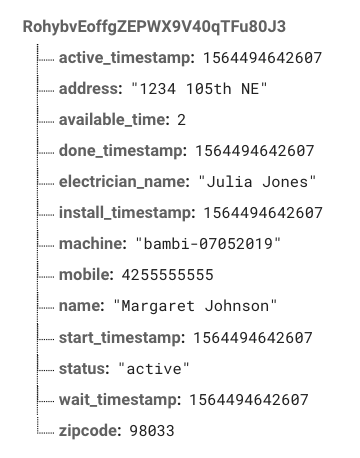 RohybvEoffgZEPWX9V40qTFu80J3
active_timestamp: 1564494642607
address: "1234 105th NE"
available_time: 2
done_timestamp: 1564494642607
electrician_name: "Julia Jones"
install_timestamp: 1564494642607
machine: "bambi-07052019"
mobile: 4255555555
name: "Margaret Johnson"
start_timestamp: 1564494642607
status: "active"
wait_timestamp: 1564494642607
zipcode: 98033